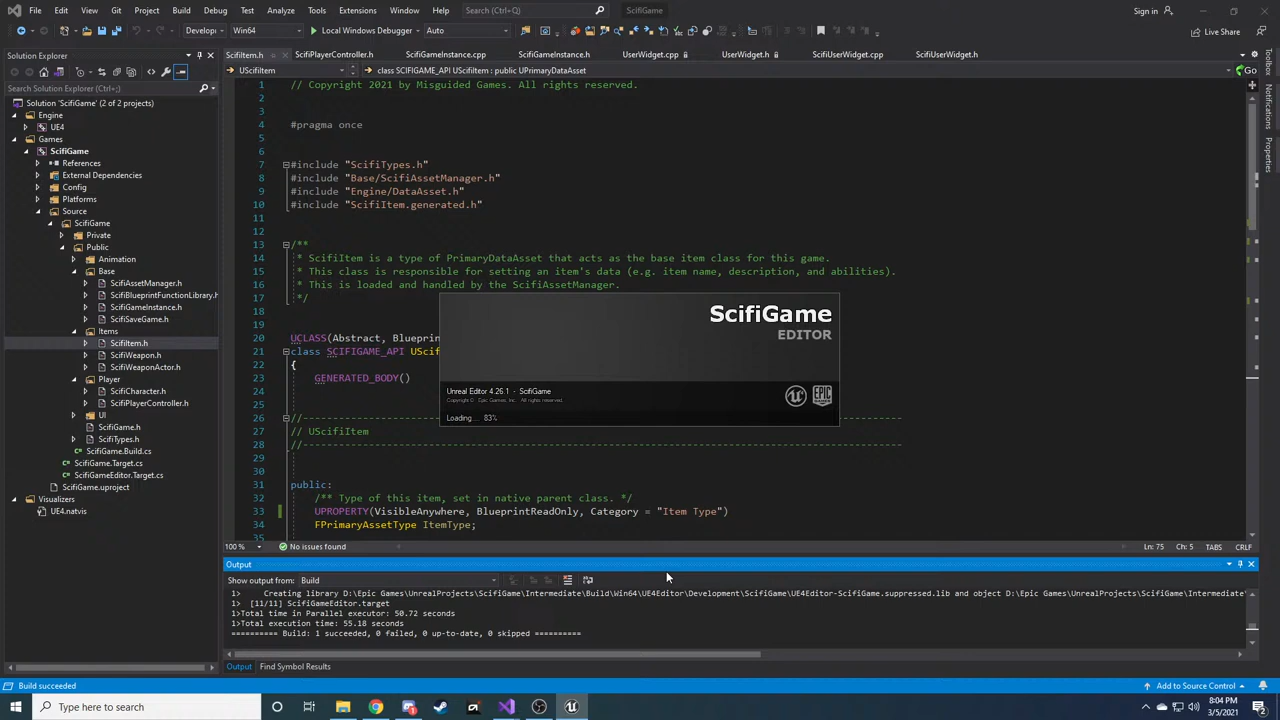 File Edit View Git Project Build Debug Test Analyze Tools Extensions Window Help Search (Ctrl+Q) ScifiGame Sign in
Develop Win64 Local Windows Debugger Auto Live Share
Solution Explorer
Search Solution Explorer (Ctrl+;)
Solution 'ScifiGame' (2 of 2 projects)
Engine
UE4
Games
ScifiGame
References
External Dependencies
Config
Platforms
Source
ScifiGame
Private
Public
Animation
Base
ScifiAssetManager.h
ScifiBlueprintFunctionLibrary.h
ScifiGameInstance.h
ScifiSaveGame.h
Items
ScifiItem.h
ScifiWeapon.h
ScifiWeaponActor.h
Player
ScifiCharacter.h
ScifiPlayerController.h
UI
ScifiGame.h
ScifiTypes.h
ScifiGame.Build.cs
ScifiGame.Target.cs
ScifiGameEditor.Target.cs
ScifiGame.uproject
Visualizers
UE4.natvis
ScifiItem.h ScifiPlayerController.h ScifiGameInstance.cpp ScifiGameInstance.h UserWidget.cpp UserWidget.h ScifiUserWidget.cpp ScifiUserWidget.h
UScifiItem class SCIFIGAME_API UScifiItem : public UPrimaryDataAsset Go
1 // Copyright 2021 by Misguided Games. All rights reserved.
2
3
4 #pragma once
5
6
7 #include "ScifiTypes.h"
8 #include "Base/ScifiAssetManager.h"
9 #include "Engine/DataAsset.h"
10 #include "ScifiItem.generated.h"
11
12
13 /**
14 * ScifiItem is a type of PrimaryDataAsset that acts as the base item class for this game.
15 * This class is responsible for setting an item's data (e.g. item name, description, and abilities).
16 * This is loaded and handled by the ScifiAssetManager.
17 */
18
19
20 UCLASS(Abstract, Blueprin
21 class SCIFIGAME_API UScif
22 {
23 GENERATED_BODY()
24
25
26 //--------------------------------------------------------------------------------
27 // UScifiItem
28 //--------------------------------------------------------------------------------
29
30
31 public:
32 /** Type of this item, set in native parent class. */
33 UPROPERTY(VisibleAnywhere, BlueprintReadOnly, Category = "Item Type")
34 FPrimaryAssetType ItemType;
35
ScifiGame
EDITOR
Unreal Editor 4.26.1 - ScifiGame
Copyright © Epic Games, Inc. All rights reserved.
Loading ... 83%
100 % No issues found Ln: 75 Ch: 5 TABS CRLF
Output
Show output from: Build
1> Creating library D:\Epic Games\UnrealProjects\ScifiGame\Intermediate\Build\Win64\UE4Editor\Development\ScifiGame\UE4Editor-ScifiGame.suppressed.lib and object D:\Epic Games\UnrealProjects\ScifiGame\Intermediate\
1> [11/11] ScifiGameEditor.target
1>Total time in Parallel executor: 50.72 seconds
1>Total execution time: 55.18 seconds
========== Build: 1 succeeded, 0 failed, 0 up-to-date, 0 skipped ==========
Output Find Symbol Results
Build succeeded Add to Source Control
Toolbox
Notifications
Properties
Type here to search
8:04 PM
3/5/2021
2